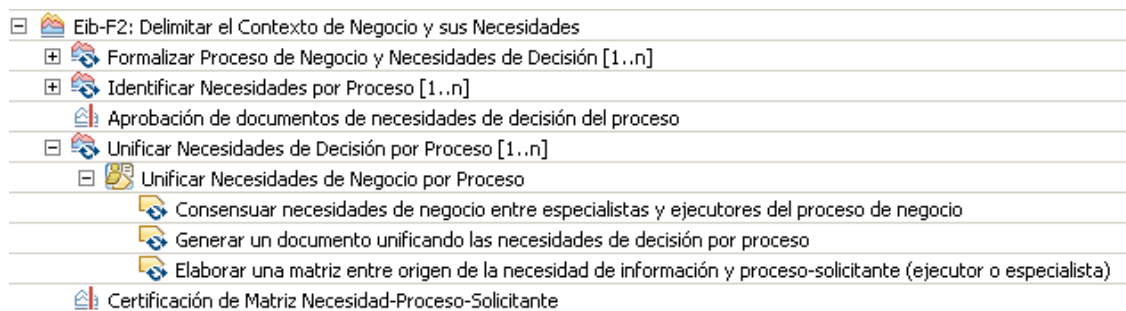 Eib-F2: Delimitar el Contexto de Negocio y sus Necesidades
Formalizar Proceso de Negocio y Necesidades de Decisión [1..n]
Identificar Necesidades por Proceso [1..n]
Aprobación de documentos de necesidades de decisión del proceso
Unificar Necesidades de Decisión por Proceso [1..n]
Unificar Necesidades de Negocio por Proceso
Consensuar necesidades de negocio entre especialistas y ejecutores del proceso de negocio
Generar un documento unificando las necesidades de decisión por proceso
Elaborar una matriz entre origen de la necesidad de información y proceso-solicitante (ejecutor o especialista)
Certificación de Matriz Necesidad-Proceso-Solicitante